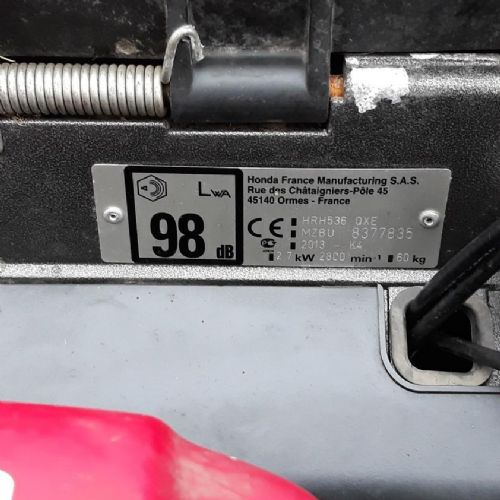 LWA
98 dB
Honda France Manufacturing S.A.S.
Rue des Châtaigniers-Pôle 45
45140 Ormes - France
CE
HRH536 QXE
MZBU 8377835
2013 - K4
2.7 kW 2800 min-¹ 60 kg